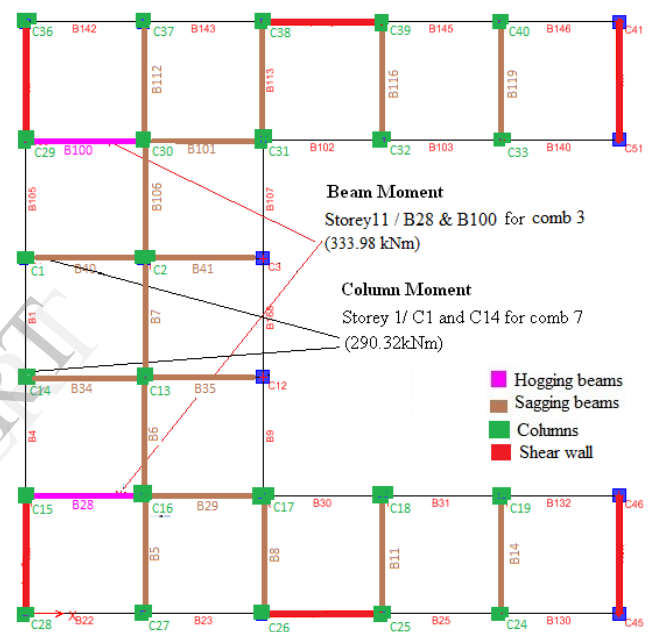 C36 B142 C37 B143 C38 C39 B145 C40 B146 C41
B112 B113 B116 B119
C29 B100 C30 B101 C31 B102 C32 B103 C33 B140 C51
B105 B106 B107
Beam Moment
Storey11 / B28 & B100 for comb 3
(333.98 kNm)
C1 B40 C2 B41 C3
Column Moment
Storey 1/ C1 and C14 for comb 7
(290.32kNm)
B1 B7
C14 B34 C13 B35 C12
Hogging beams
Sagging beams
Columns
Shear wall
B4 B6 B9
C15 B28 C16 B29 C17 B30 C18 B31 C19 B132 C46
B5 B8 B11 B14
C28 X B22 C27 B23 C26 C25 B25 C24 B130 C45